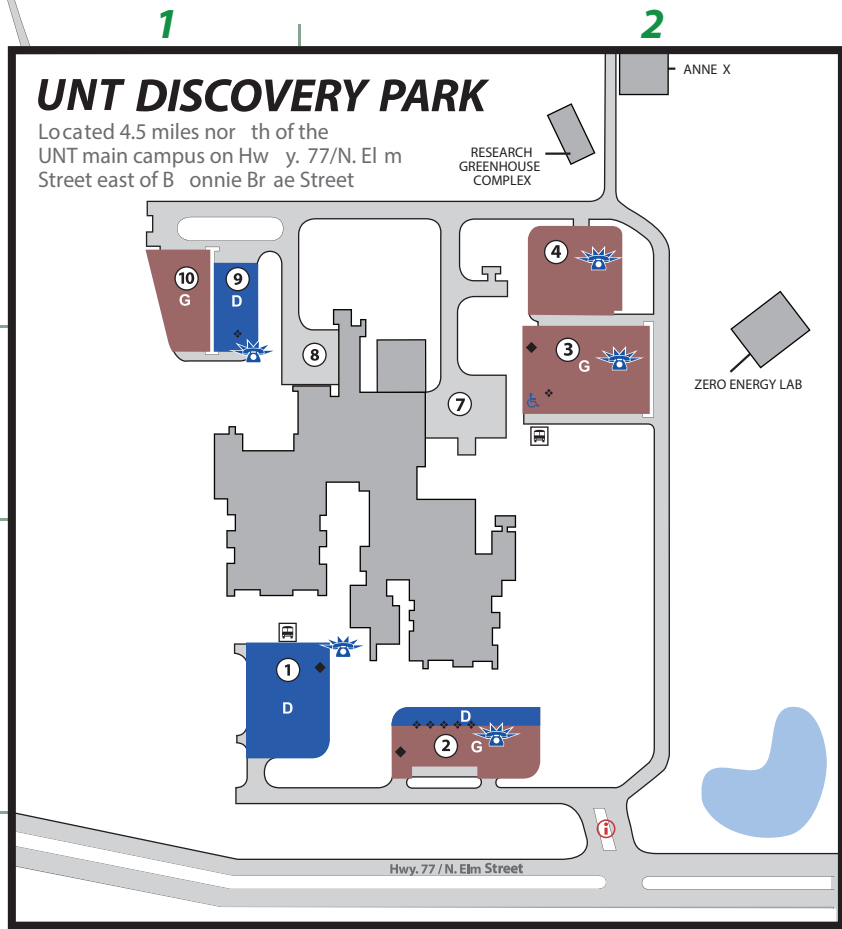 1
2
UNT DISCOVERY PARK
Located 4.5 miles nor th of the
UNT main campus on Hw y. 77/N. El m
Street east of B onnie Br ae Street
ANNE X
RESEARCH
GREENHOUSE
COMPLEX
4
10
G
9
D
8
3
G
7
ZERO ENERGY LAB
1
D
D
2
G
i
Hwy. 77 / N. Elm Street